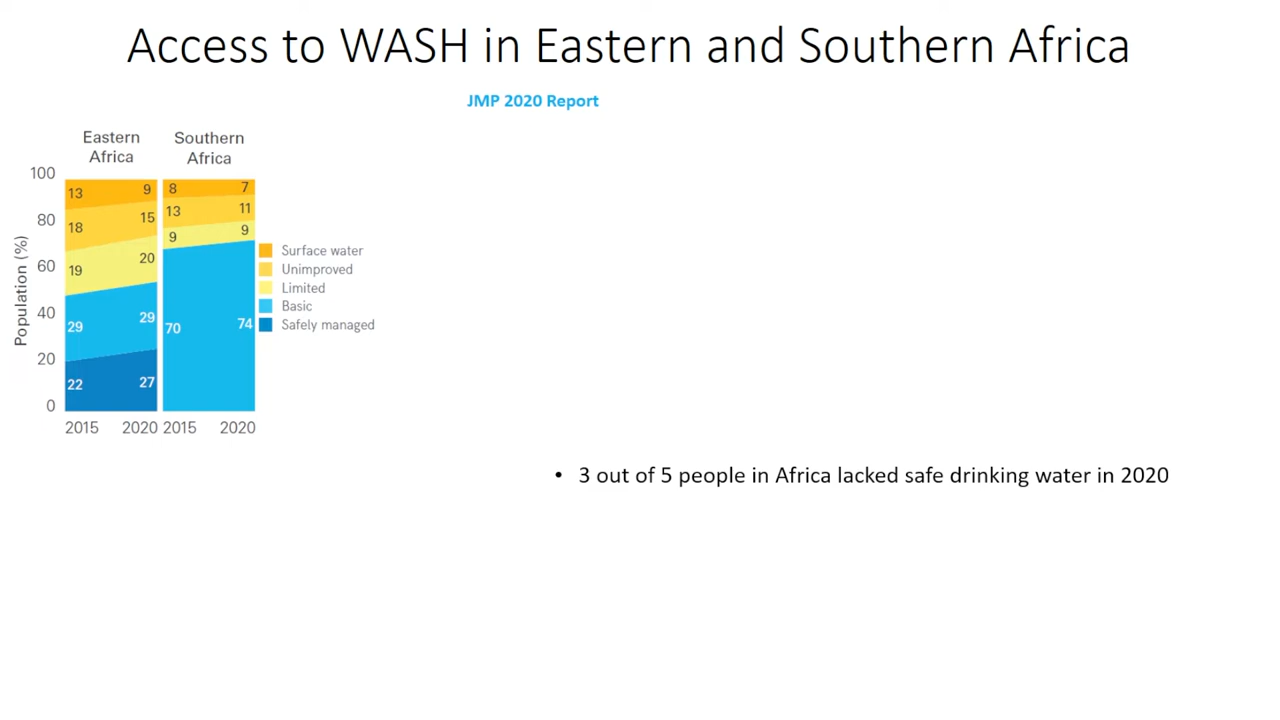 Access to WASH in Eastern and Southern Africa
JMP 2020 Report
Eastern Africa
Southern Africa
Population (%)
100
80
60
40
20
0
13 9 8 7
18 15 13 11
19 20 9 9
29 29 70 74
22 27
2015 2020 2015 2020
Surface water
Unimproved
Limited
Basic
Safely managed
• 3 out of 5 people in Africa lacked safe drinking water in 2020